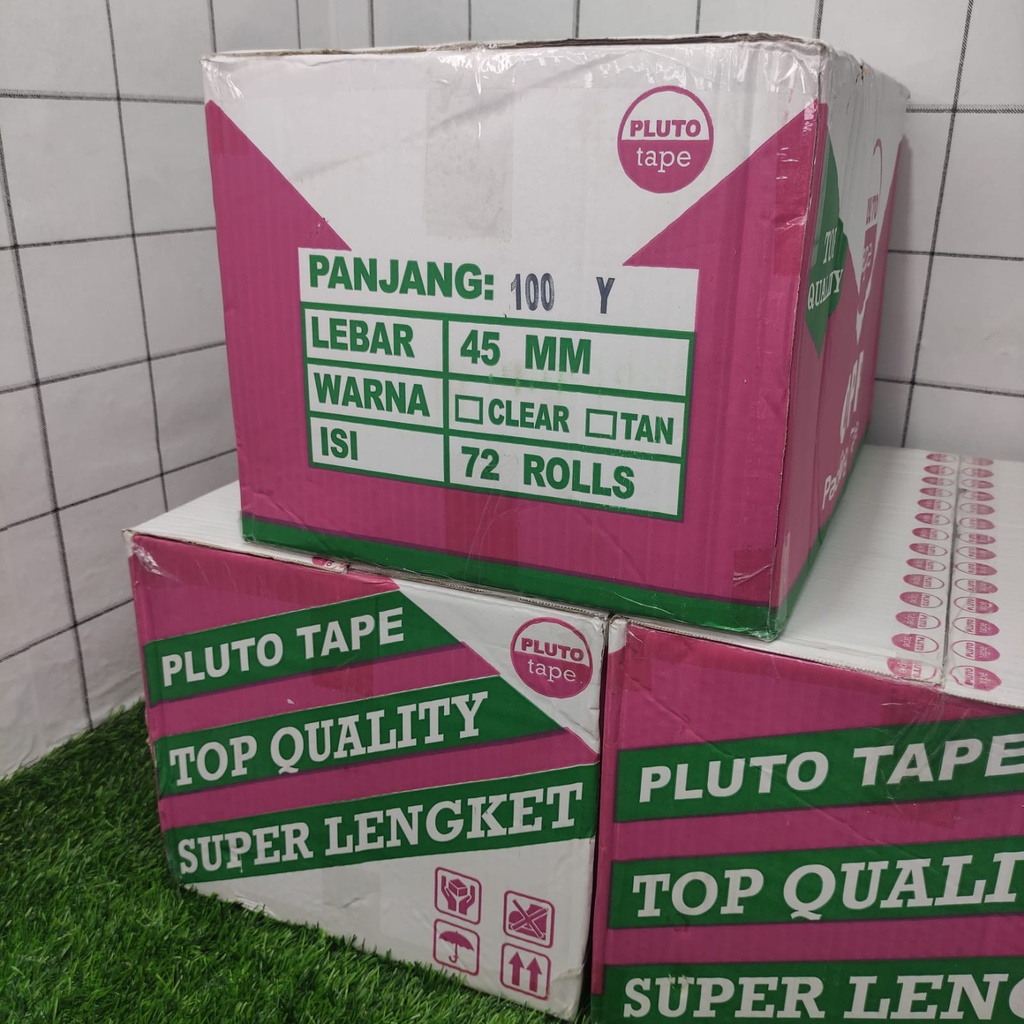 PLUTO
tape
PANJANG: 100 Y
LEBAR 45 MM
WARNA CLEAR TAN
ISI 72 ROLLS
TOP
QUALITY
PLUTO TAPE
TOP QUALITY
SUPER LENGKET
PLUTO
tape
PLUTO TAPE
TOP QUALI
SUPER LENG